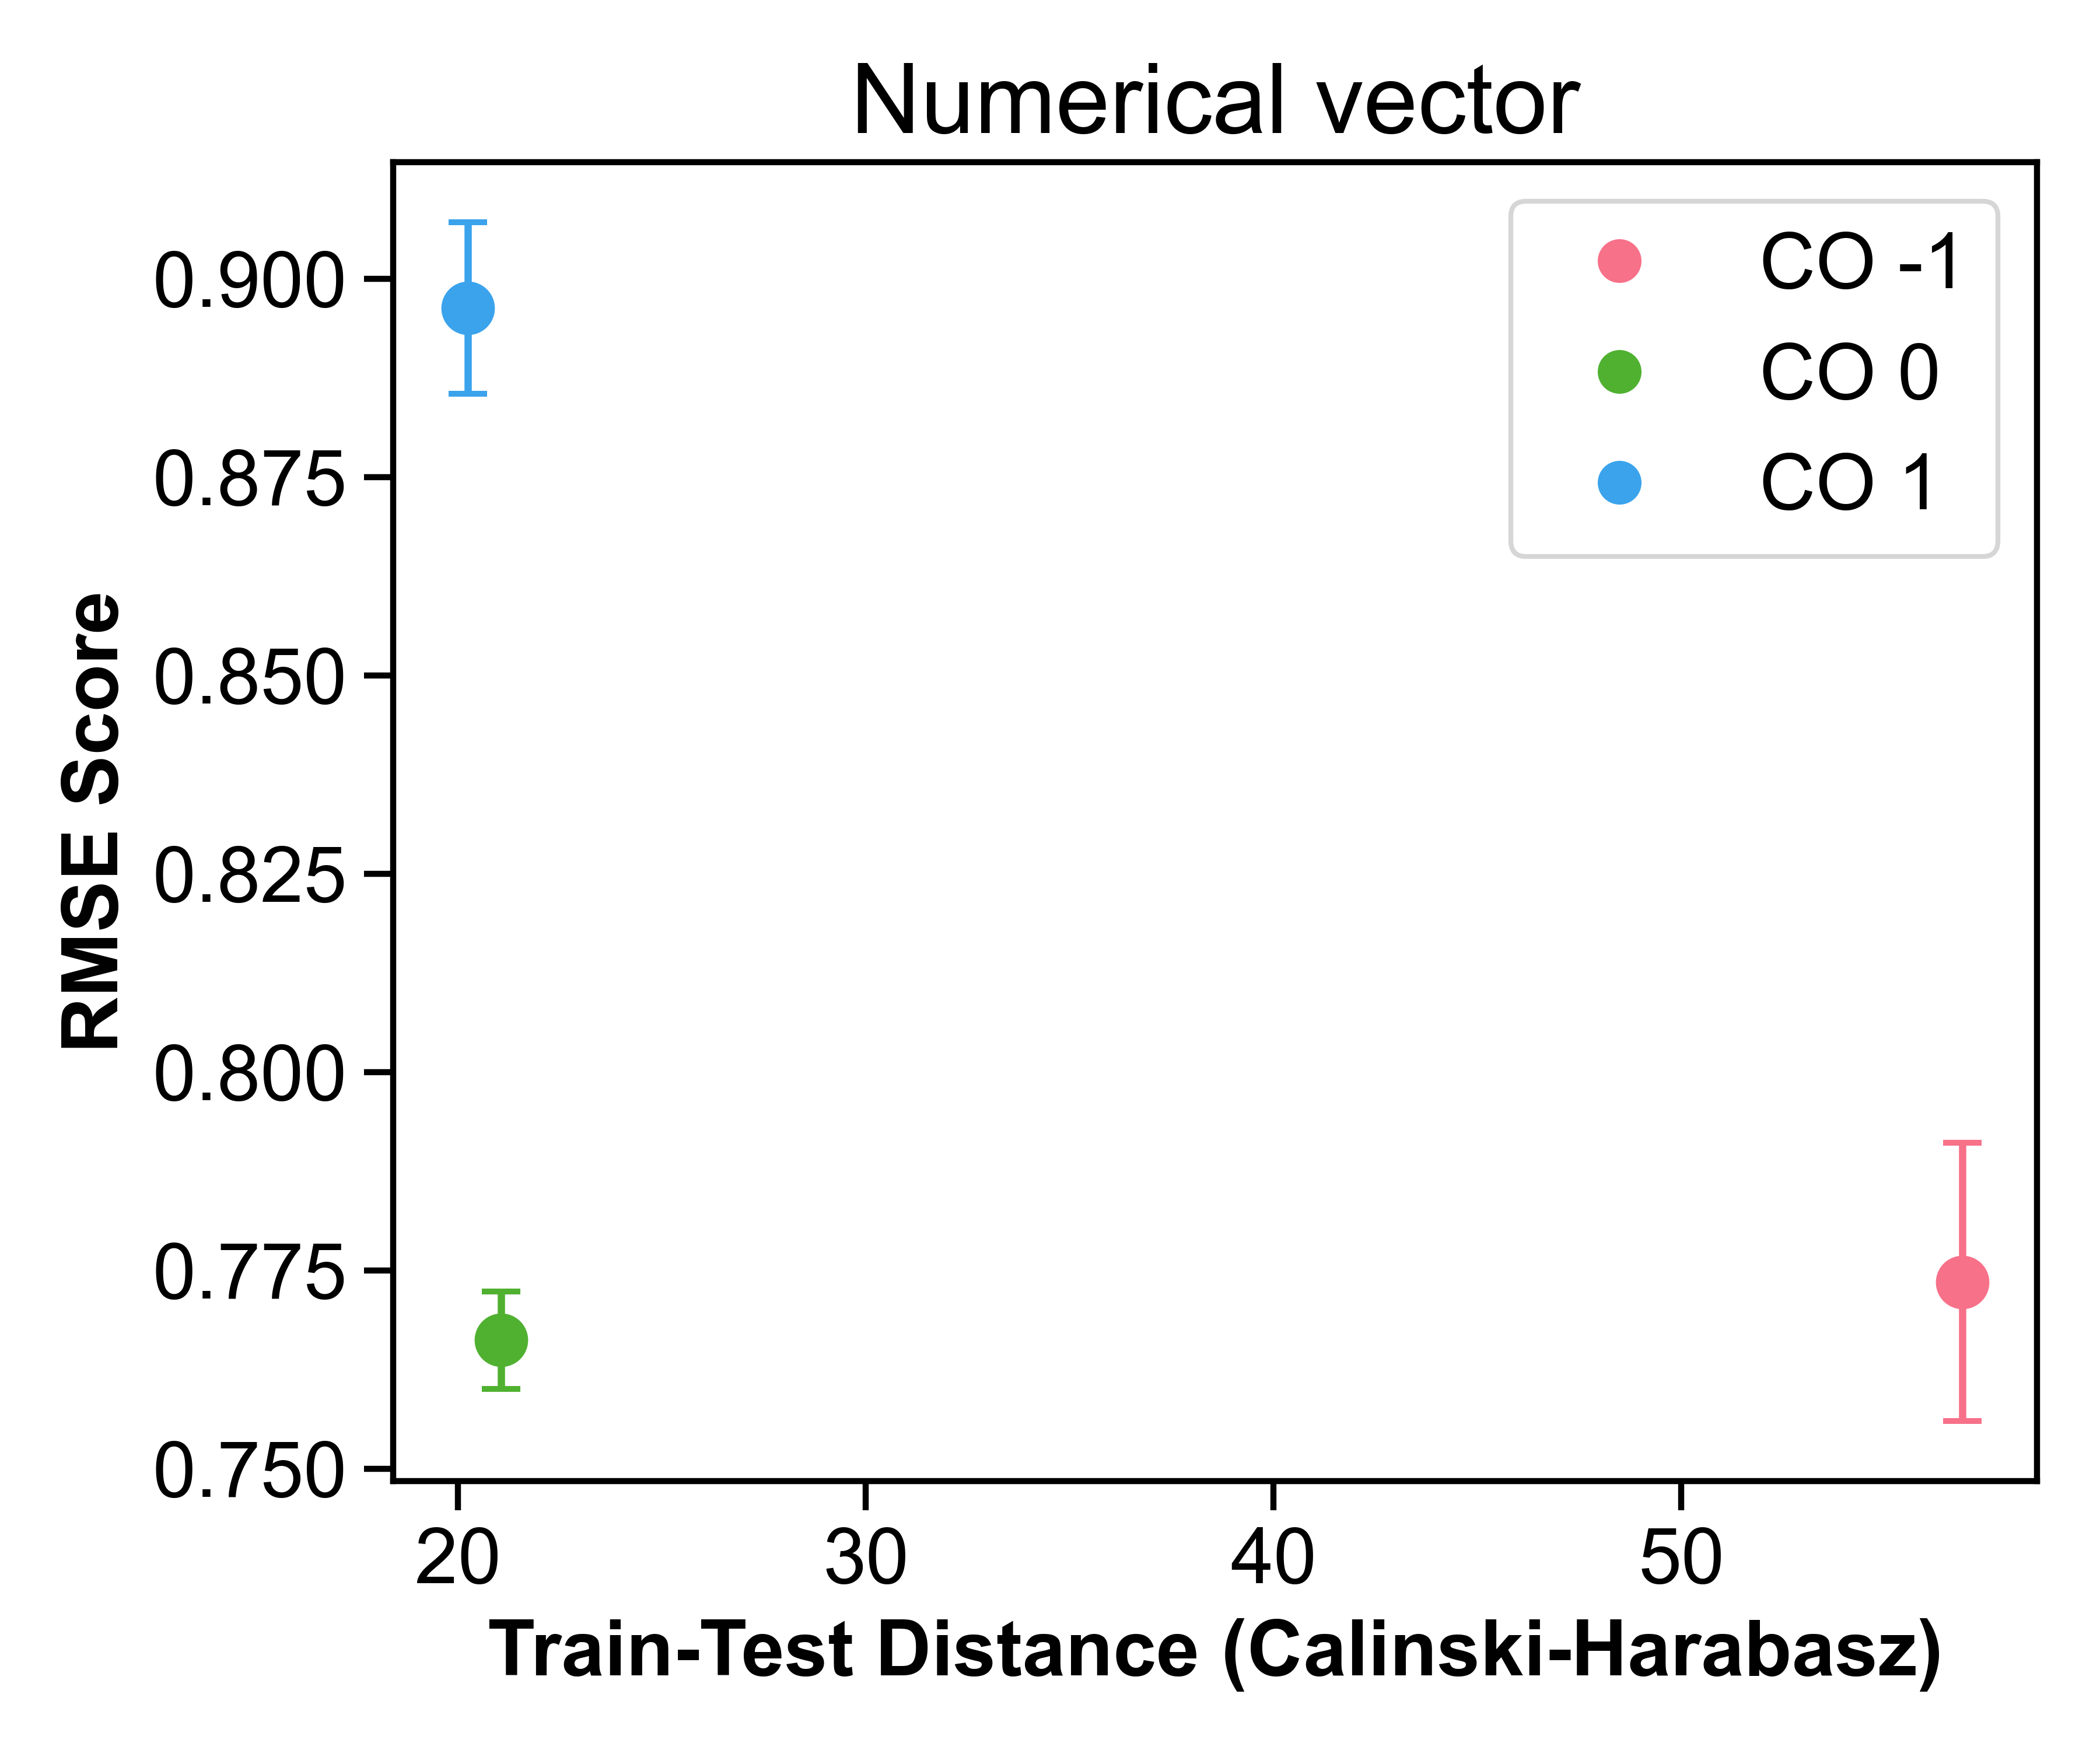 Numerical vector
CO -1
CO 0
CO 1
RMSE Score
0.900
0.875
0.850
0.825
0.800
0.775
0.750
20 30 40 50
Train-Test Distance (Calinski-Harabasz)